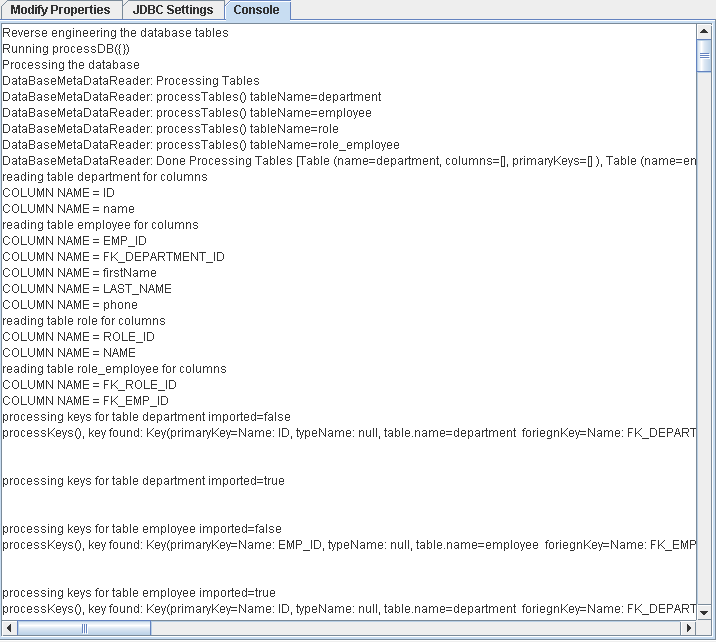 Modify Properties JDBC Settings Console
Reverse engineering the database tables
Running processDB({})
Processing the database
DataBaseMetaDataReader: Processing Tables
DataBaseMetaDataReader: processTables() tableName=department
DataBaseMetaDataReader: processTables() tableName=employee
DataBaseMetaDataReader: processTables() tableName=role
DataBaseMetaDataReader: processTables() tableName=role_employee
DataBaseMetaDataReader: Done Processing Tables [Table (name=department, columns=[], primaryKeys=[] ), Table (name=en
reading table department for columns
COLUMN NAME = ID
COLUMN NAME = name
reading table employee for columns
COLUMN NAME = EMP_ID
COLUMN NAME = FK_DEPARTMENT_ID
COLUMN NAME = firstName
COLUMN NAME = LAST_NAME
COLUMN NAME = phone
reading table role for columns
COLUMN NAME = ROLE_ID
COLUMN NAME = NAME
reading table role_employee for columns
COLUMN NAME = FK_ROLE_ID
COLUMN NAME = FK_EMP_ID
processing keys for table department imported=false
processKeys(), key found: Key(primaryKey=Name: ID, typeName: null, table.name=department foriegnKey=Name: FK_DEPART
processing keys for table department imported=true
processing keys for table employee imported=false
processKeys(), key found: Key(primaryKey=Name: EMP_ID, typeName: null, table.name=employee foriegnKey=Name: FK_EMP
processing keys for table employee imported=true
processKeys(), key found: Key(primaryKey=Name: ID, typeName: null, table.name=department foriegnKey=Name: FK_DEPART